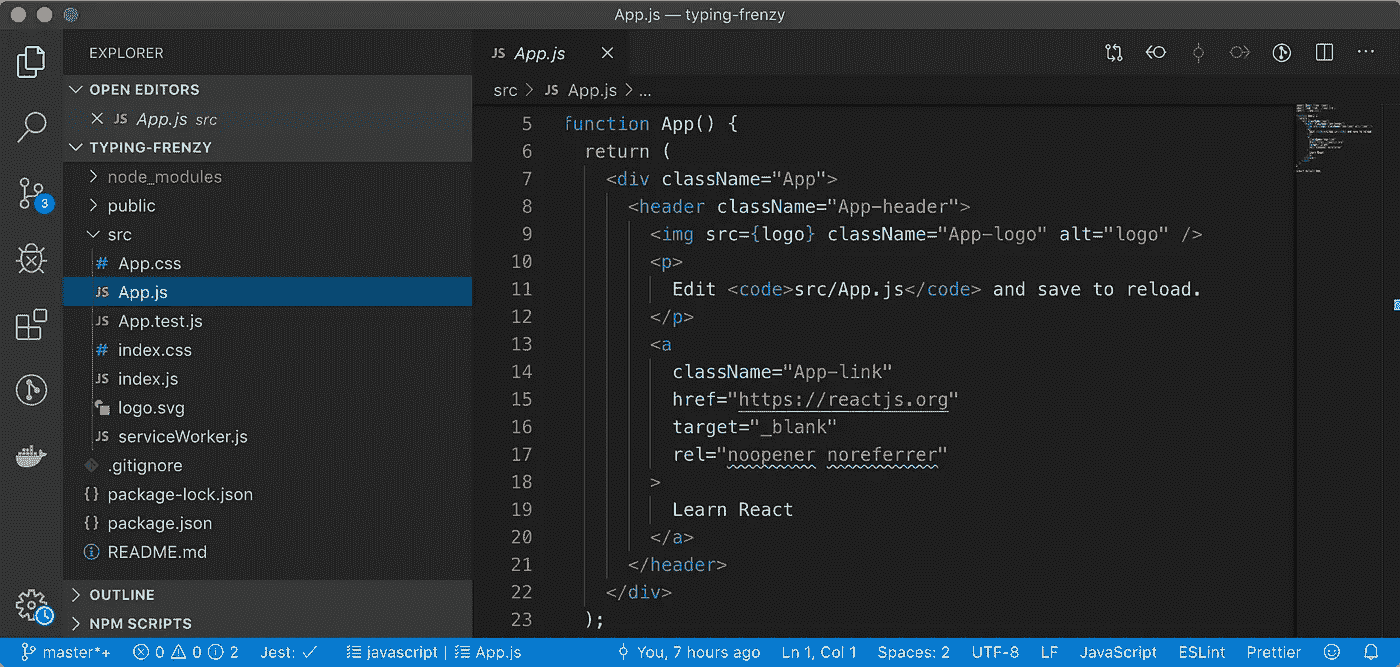 App.js — typing-frenzy
EXPLORER
OPEN EDITORS
JS App.js src
TYPING-FRENZY
node_modules
public
src
# App.css
JS App.js
JS App.test.js
# index.css
JS index.js
logo.svg
JS serviceWorker.js
.gitignore
{} package-lock.json
{} package.json
README.md
OUTLINE
NPM SCRIPTS
3
JS App.js
src > JS App.js > ...
5 function App() {
6 return (
7 <div className="App">
8 <header className="App-header">
9 <img src={logo} className="App-logo" alt="logo" />
10 <p>
11 Edit <code>src/App.js</code> and save to reload.
12 </p>
13 <a
14 className="App-link"
15 href="https://reactjs.org"
16 target="_blank"
17 rel="noopener noreferrer"
18 >
19 Learn React
20 </a>
21 </header>
22 </div>
23 );
master*+ 0 0 2 Jest: ✓ javascript | App.js You, 7 hours ago Ln 1, Col 1 Spaces: 2 UTF-8 LF JavaScript ESLint Prettier